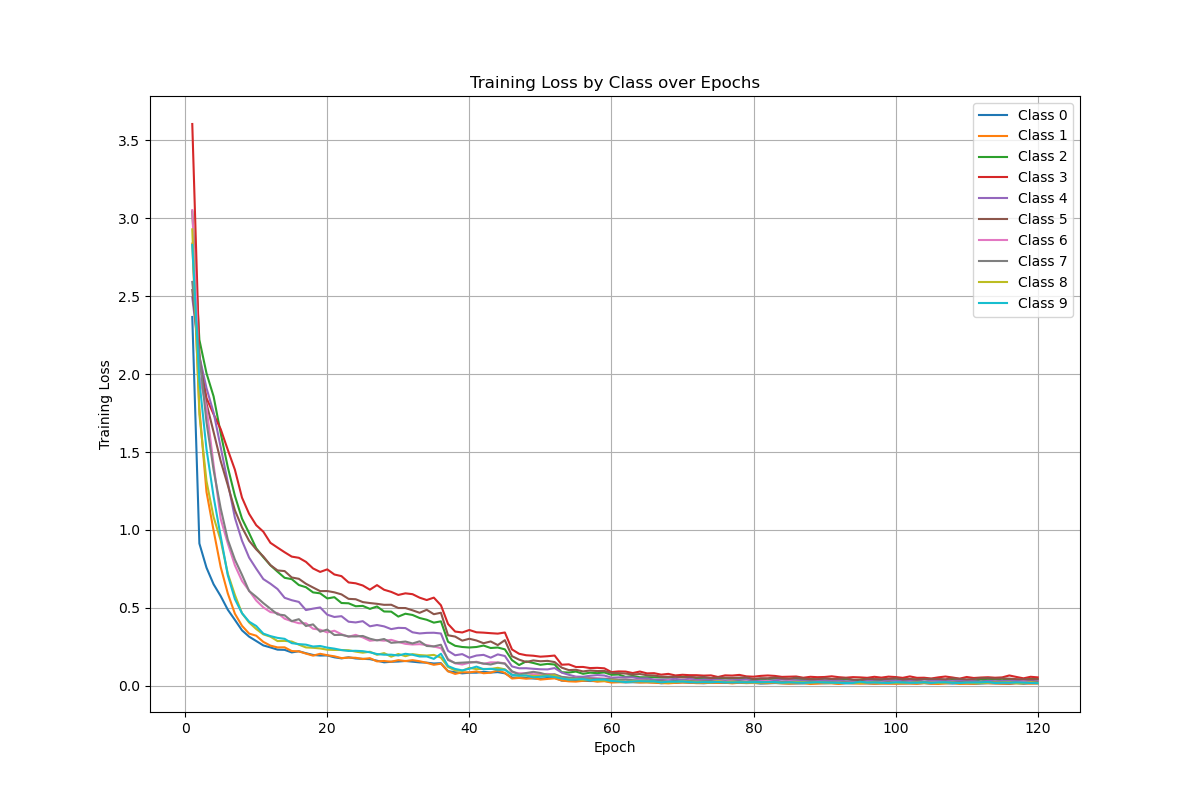 Training Loss by Class over Epochs
Training Loss
3.5
3.0
2.5
2.0
1.5
1.0
0.5
0.0
0
20
40
60
80
100
120
Epoch
Class 0
Class 1
Class 2
Class 3
Class 4
Class 5
Class 6
Class 7
Class 8
Class 9